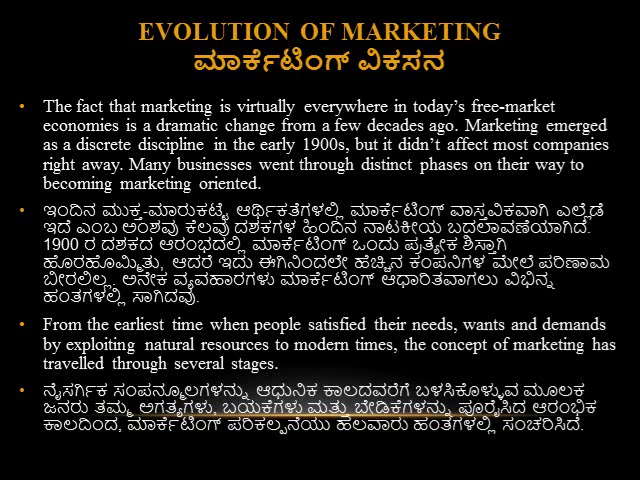 EVOLUTION OF MARKETING
ಮಾರ್ಕೆಟಿಂಗ್ ವಿಕಸನ
• The fact that marketing is virtually everywhere in today's free-market
economies is a dramatic change from a few decades ago. Marketing emerged
as a discrete discipline in the early 1900s, but it didn't affect most companies
right away. Many businesses went through distinct phases on their way to
becoming marketing oriented.
• ಇಂದಿನ ಮುಕ್ತ-ಮಾರುಕಟ್ಟೆ ಆರ್ಥಿಕತೆಗಳಲ್ಲಿ ಮಾರ್ಕೆಟಿಂಗ್ ವಾಸ್ತವಿಕವಾಗಿ ಎಲ್ಲೆಡೆ
ಇದೆ ಎಂಬ ಅಂಶವು ಕೆಲವು ದಶಕಗಳ ಹಿಂದಿನ ನಾಟಕೀಯ ಬದಲಾವಣೆಯಾಗಿದೆ.
1900 ರ ದಶಕದ ಆರಂಭದಲ್ಲಿ ಮಾರ್ಕೆಟಿಂಗ್ ಒಂದು ಪ್ರತ್ಯೇಕ ಶಿಸ್ತಾಗಿ
ಹೊರಹೊಮ್ಮಿತು, ಆದರೆ ಇದು ಈಗಿನಿಂದಲೇ ಹೆಚ್ಚಿನ ಕಂಪನಿಗಳ ಮೇಲೆ ಪರಿಣಾಮ
ಬೀರಲಿಲ್ಲ. ಅನೇಕ ವ್ಯವಹಾರಗಳು ಮಾರ್ಕೆಟಿಂಗ್ ಆಧಾರಿತವಾಗಲು ವಿಭಿನ್ನ
ಹಂತಗಳಲ್ಲಿ ಸಾಗಿದವು.
• From the earliest time when people satisfied their needs, wants and demands
by exploiting natural resources to modern times, the concept of marketing has
travelled through several stages.
• ನೈಸರ್ಗಿಕ ಸಂಪನ್ಮೂಲಗಳನ್ನು ಆಧುನಿಕ ಕಾಲದವರೆಗೆ ಬಳಸಿಕೊಳ್ಳುವ ಮೂಲಕ
ಜನರು ತಮ್ಮ ಅಗತ್ಯಗಳು, ಬಯಕೆಗಳು ಮತ್ತು ಬೇಡಿಕೆಗಳನ್ನು ಪೂರೈಸಿದ ಆರಂಭಿಕ
ಕಾಲದಿಂದ, ಮಾರ್ಕೆಟಿಂಗ್ ಪರಿಕಲ್ಪನೆಯು ಹಲವಾರು ಹಂತಗಳಲ್ಲಿ ಸಂಚರಿಸಿದೆ.